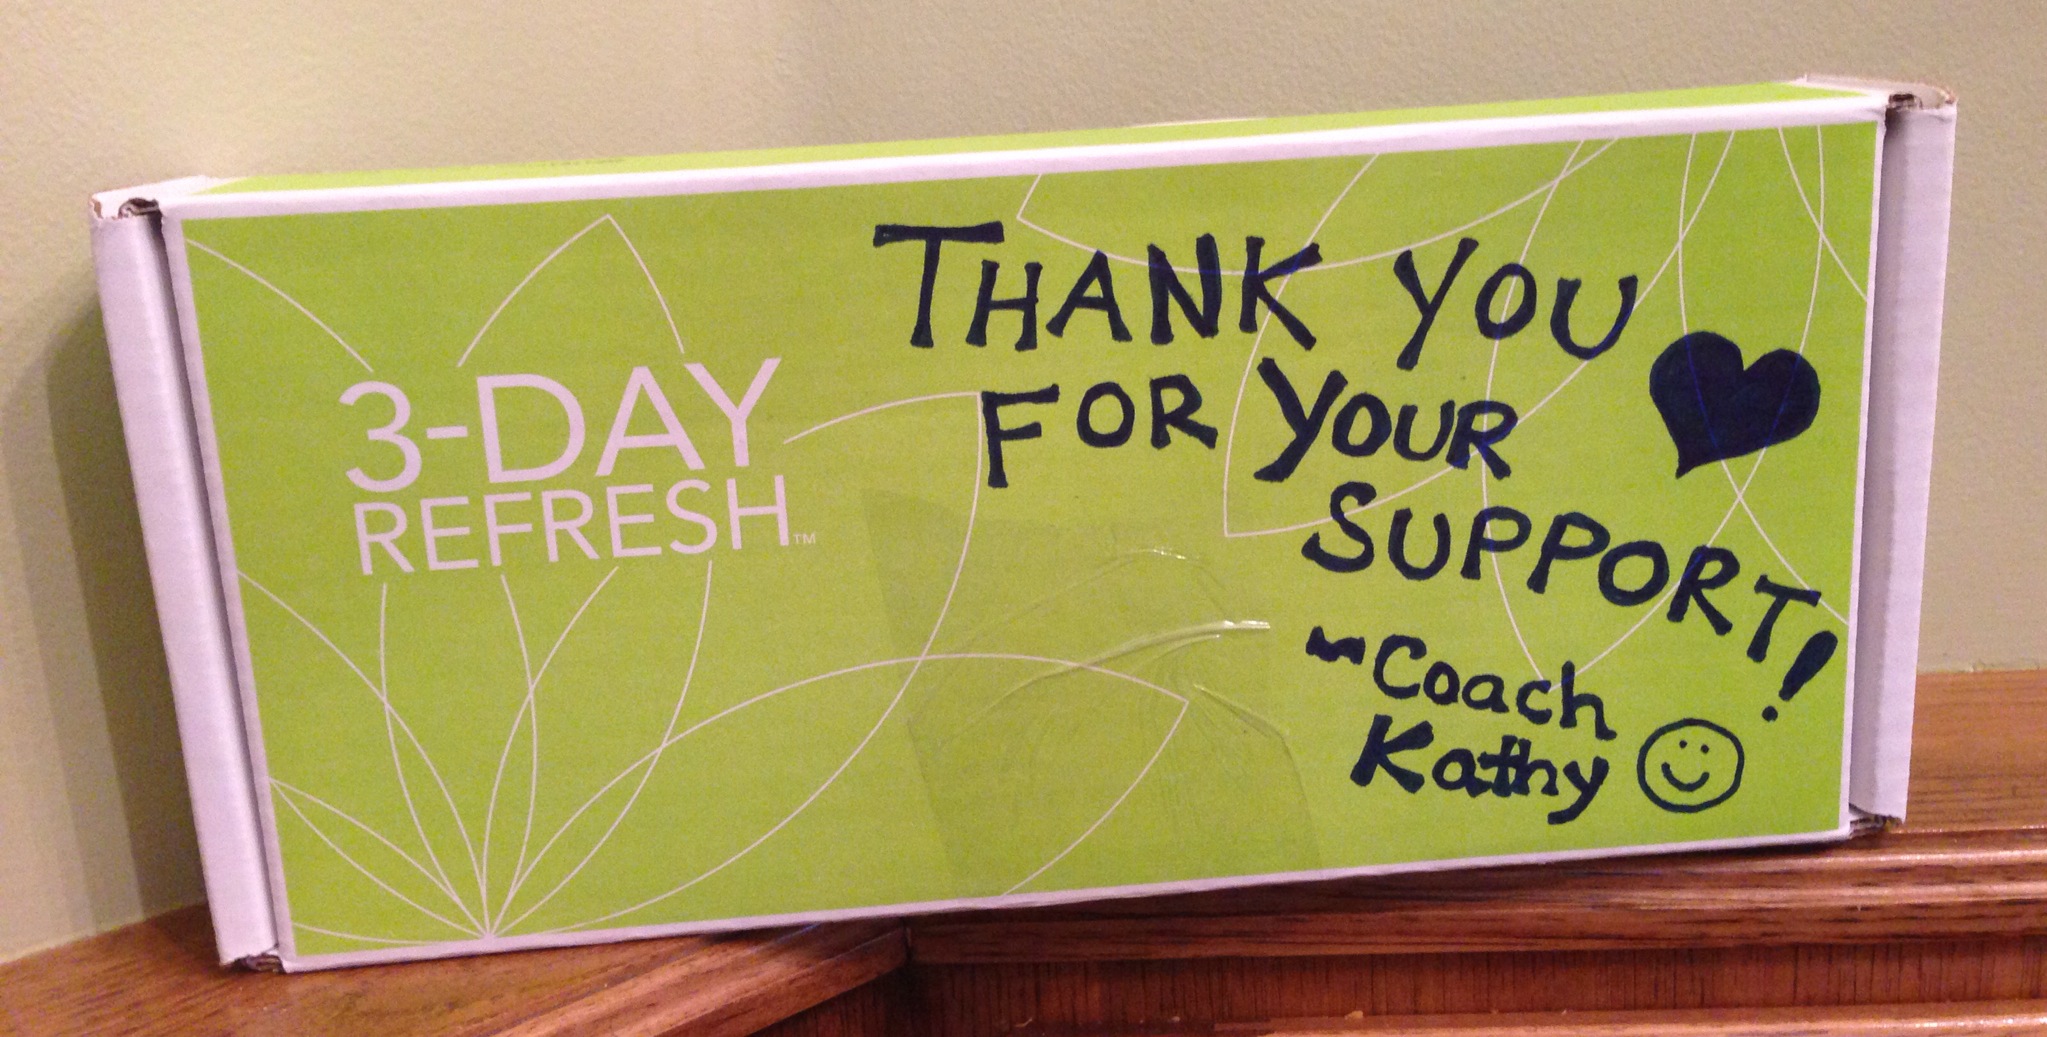 3-DAY
REFRESH™
THANK YOU
FOR YOUR
SUPPORT!
~Coach
Kathy